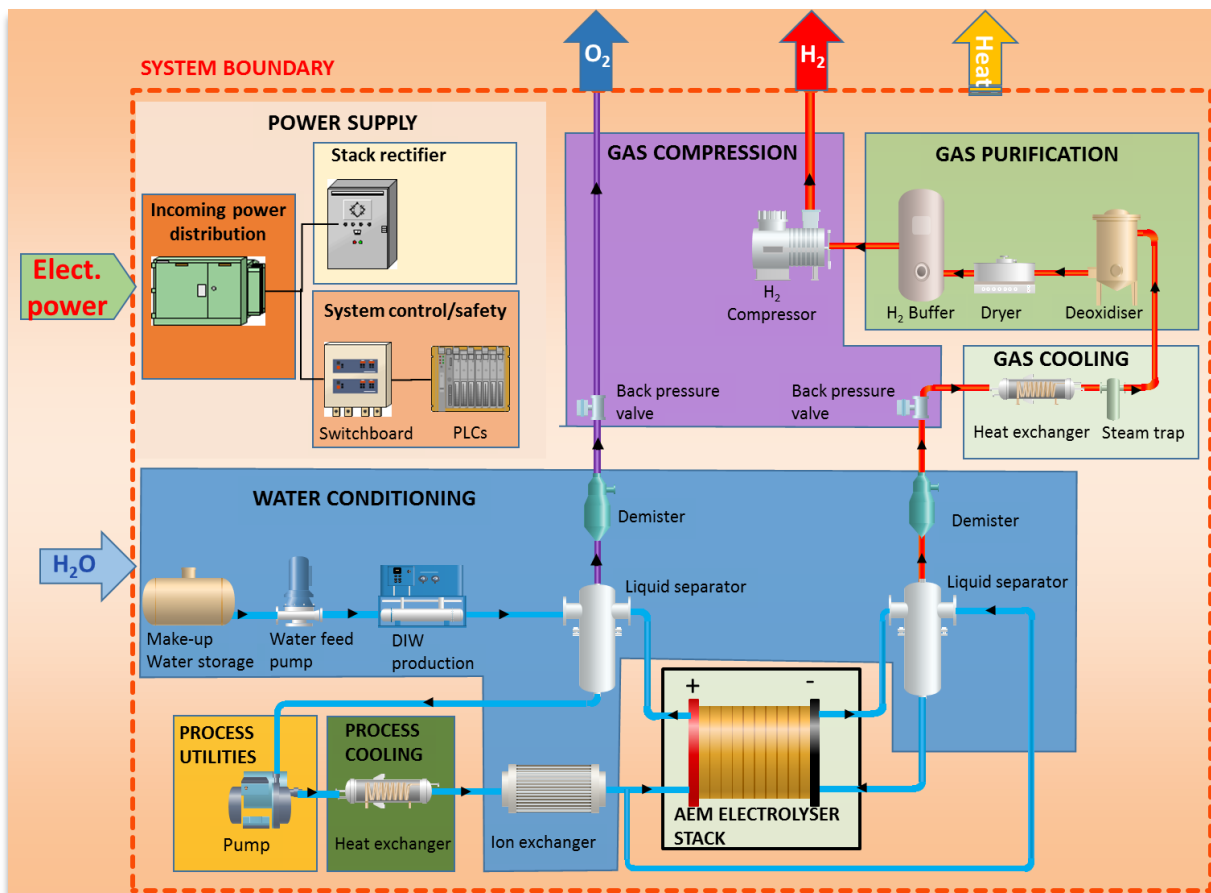 O₂
H₂
Heat
SYSTEM BOUNDARY
POWER SUPPLY
Stack rectifier
Incoming power
distribution
Elect.
power
System control/safety
Switchboard
PLCs
GAS COMPRESSION
H₂
Compressor
Back pressure
valve
Back pressure
valve
GAS PURIFICATION
H₂ Buffer
Dryer
Deoxidiser
GAS COOLING
Heat exchanger
Steam trap
WATER CONDITIONING
H₂O
Demister
Demister
Liquid separator
Liquid separator
Make-up
Water storage
Water feed
pump
DIW
production
PROCESS
UTILITIES
Pump
PROCESS
COOLING
Heat exchanger
Ion exchanger
+
-
AEM ELECTROLYSER
STACK